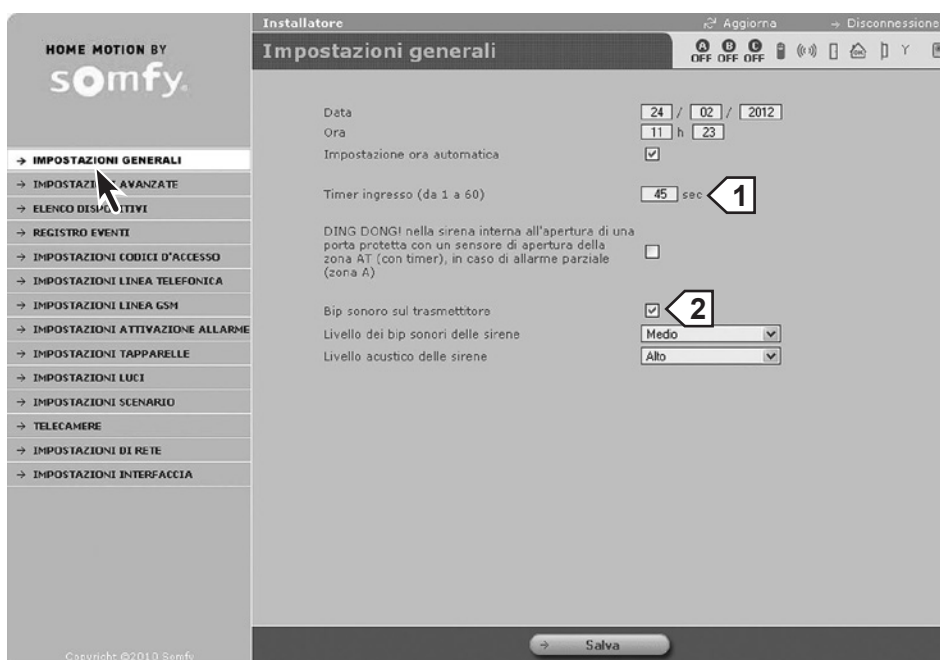 Installatore
Aggiorna → Disconnessione
HOME MOTION BY
somfy.
Impostazioni generali
A B C
OFF OFF OFF
→ IMPOSTAZIONI GENERALI
→ IMPOSTAZIONI AVANZATE
→ ELENCO DISPOSITIVI
→ REGISTRO EVENTI
→ IMPOSTAZIONI CODICI D'ACCESSO
→ IMPOSTAZIONI LINEA TELEFONICA
→ IMPOSTAZIONI LINEA GSM
→ IMPOSTAZIONI ATTIVAZIONE ALLARME
→ IMPOSTAZIONI TAPPARELLE
→ IMPOSTAZIONI LUCI
→ IMPOSTAZIONI SCENARIO
→ TELECAMERE
→ IMPOSTAZIONI DI RETE
→ IMPOSTAZIONI INTERFACCIA
Data 24 / 02 / 2012
Ora 11 h 23
Impostazione ora automatica
Timer ingresso (da 1 a 60) 45 sec 1
DING DONG! nella sirena interna all'apertura di una
porta protetta con un sensore di apertura della
zona AT (con timer), in caso di allarme parziale
(zona A)
Bip sonoro sul trasmettitore 2
Livello dei bip sonori delle sirene Medio
Livello acustico delle sirene Alto
→ Salva
Copyright ©2010 Somfy